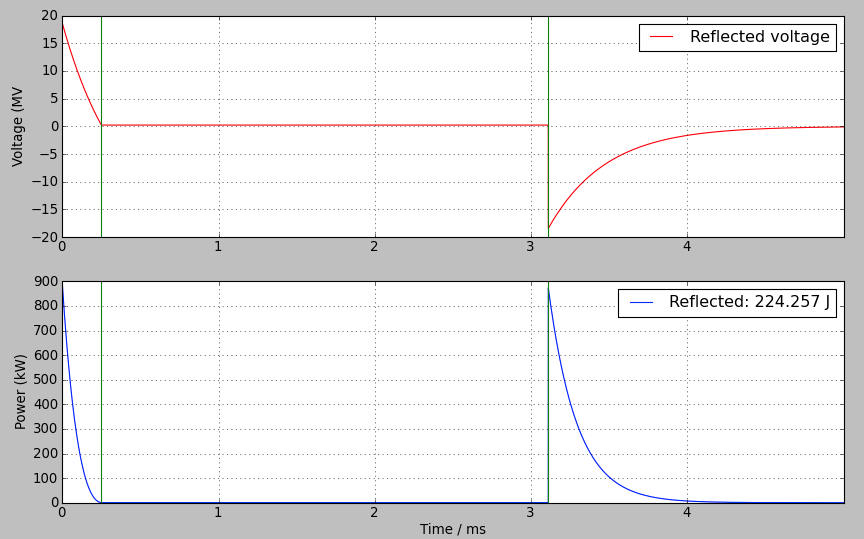 20
15
10
5
0
−5
−10
−15
−20
Voltage (MV
Reflected voltage
0 1 2 3 4
900
800
700
600
500
400
300
200
100
0
Power (kW)
Reflected: 224.257 J
0 1 2 3 4
Time / ms